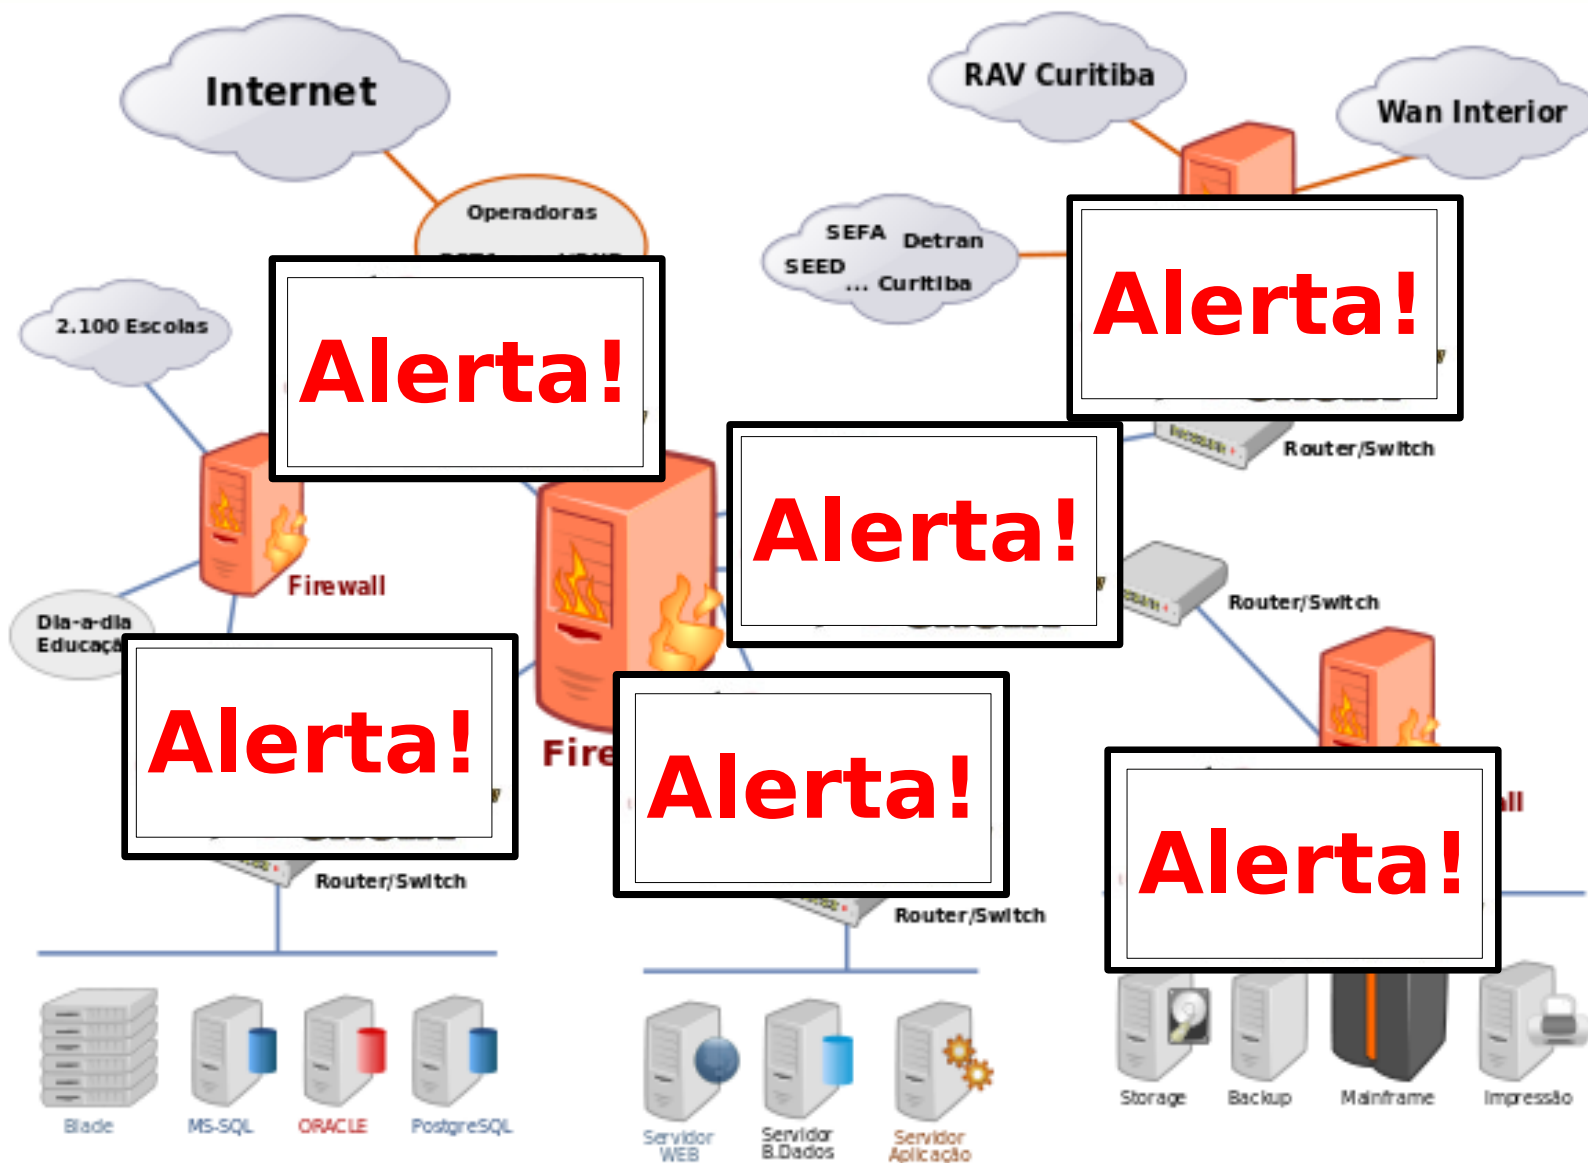 Internet
RAV Curitiba
Wan Interior
Operadoras
SEFA Detran
SEED
... Curitiba
2.100 Escolas
Alerta!
Alerta!
Router/Switch
Alerta!
Firewall
Router/Switch
Dia-a-dia
Alerta!
Alerta!
Alerta!
Router/Switch
Router/Switch
Blade
MS-SQL
ORACLE
PostgreSQL
Servidor
WEB
Servidor
B.Dados
Servidor
Aplicação
Storage
Backup
Mainframe
Impressão